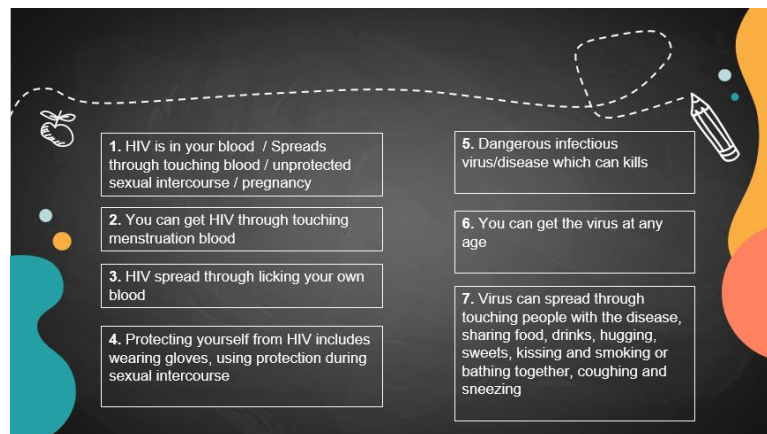 1. HIV is in your blood / Spreads
through touching blood / unprotected
sexual intercourse / pregnancy
2. You can get HIV through touching
menstruation blood
3. HIV spread through licking your own
blood
4. Protecting yourself from HIV includes
wearing gloves, using protection during
sexual intercourse
5. Dangerous infectious
virus/disease which can kills
6. You can get the virus at any
age
7. Virus can spread through
touching people with the disease,
sharing food, drinks, hugging,
sweets, kissing and smoking or
bathing together, coughing and
sneezing